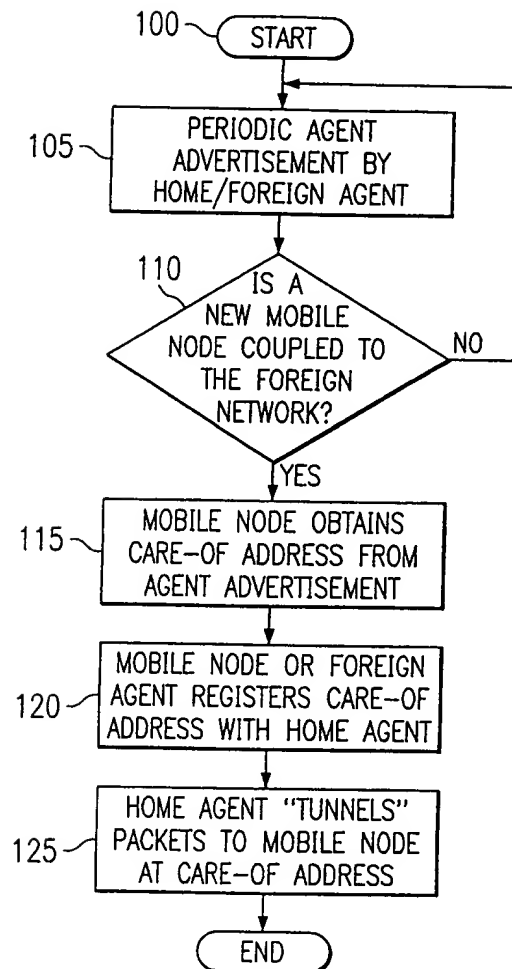 100
START
105
PERIODIC AGENT
ADVERTISEMENT BY
HOME/FOREIGN AGENT
110
IS A
NEW MOBILE
NODE COUPLED TO
THE FOREIGN
NETWORK?
NO
YES
115
MOBILE NODE OBTAINS
CARE-OF ADDRESS FROM
AGENT ADVERTISEMENT
120
MOBILE NODE OR FOREIGN
AGENT REGISTERS CARE-OF
ADDRESS WITH HOME AGENT
125
HOME AGENT "TUNNELS"
PACKETS TO MOBILE NODE
AT CARE-OF ADDRESS
END